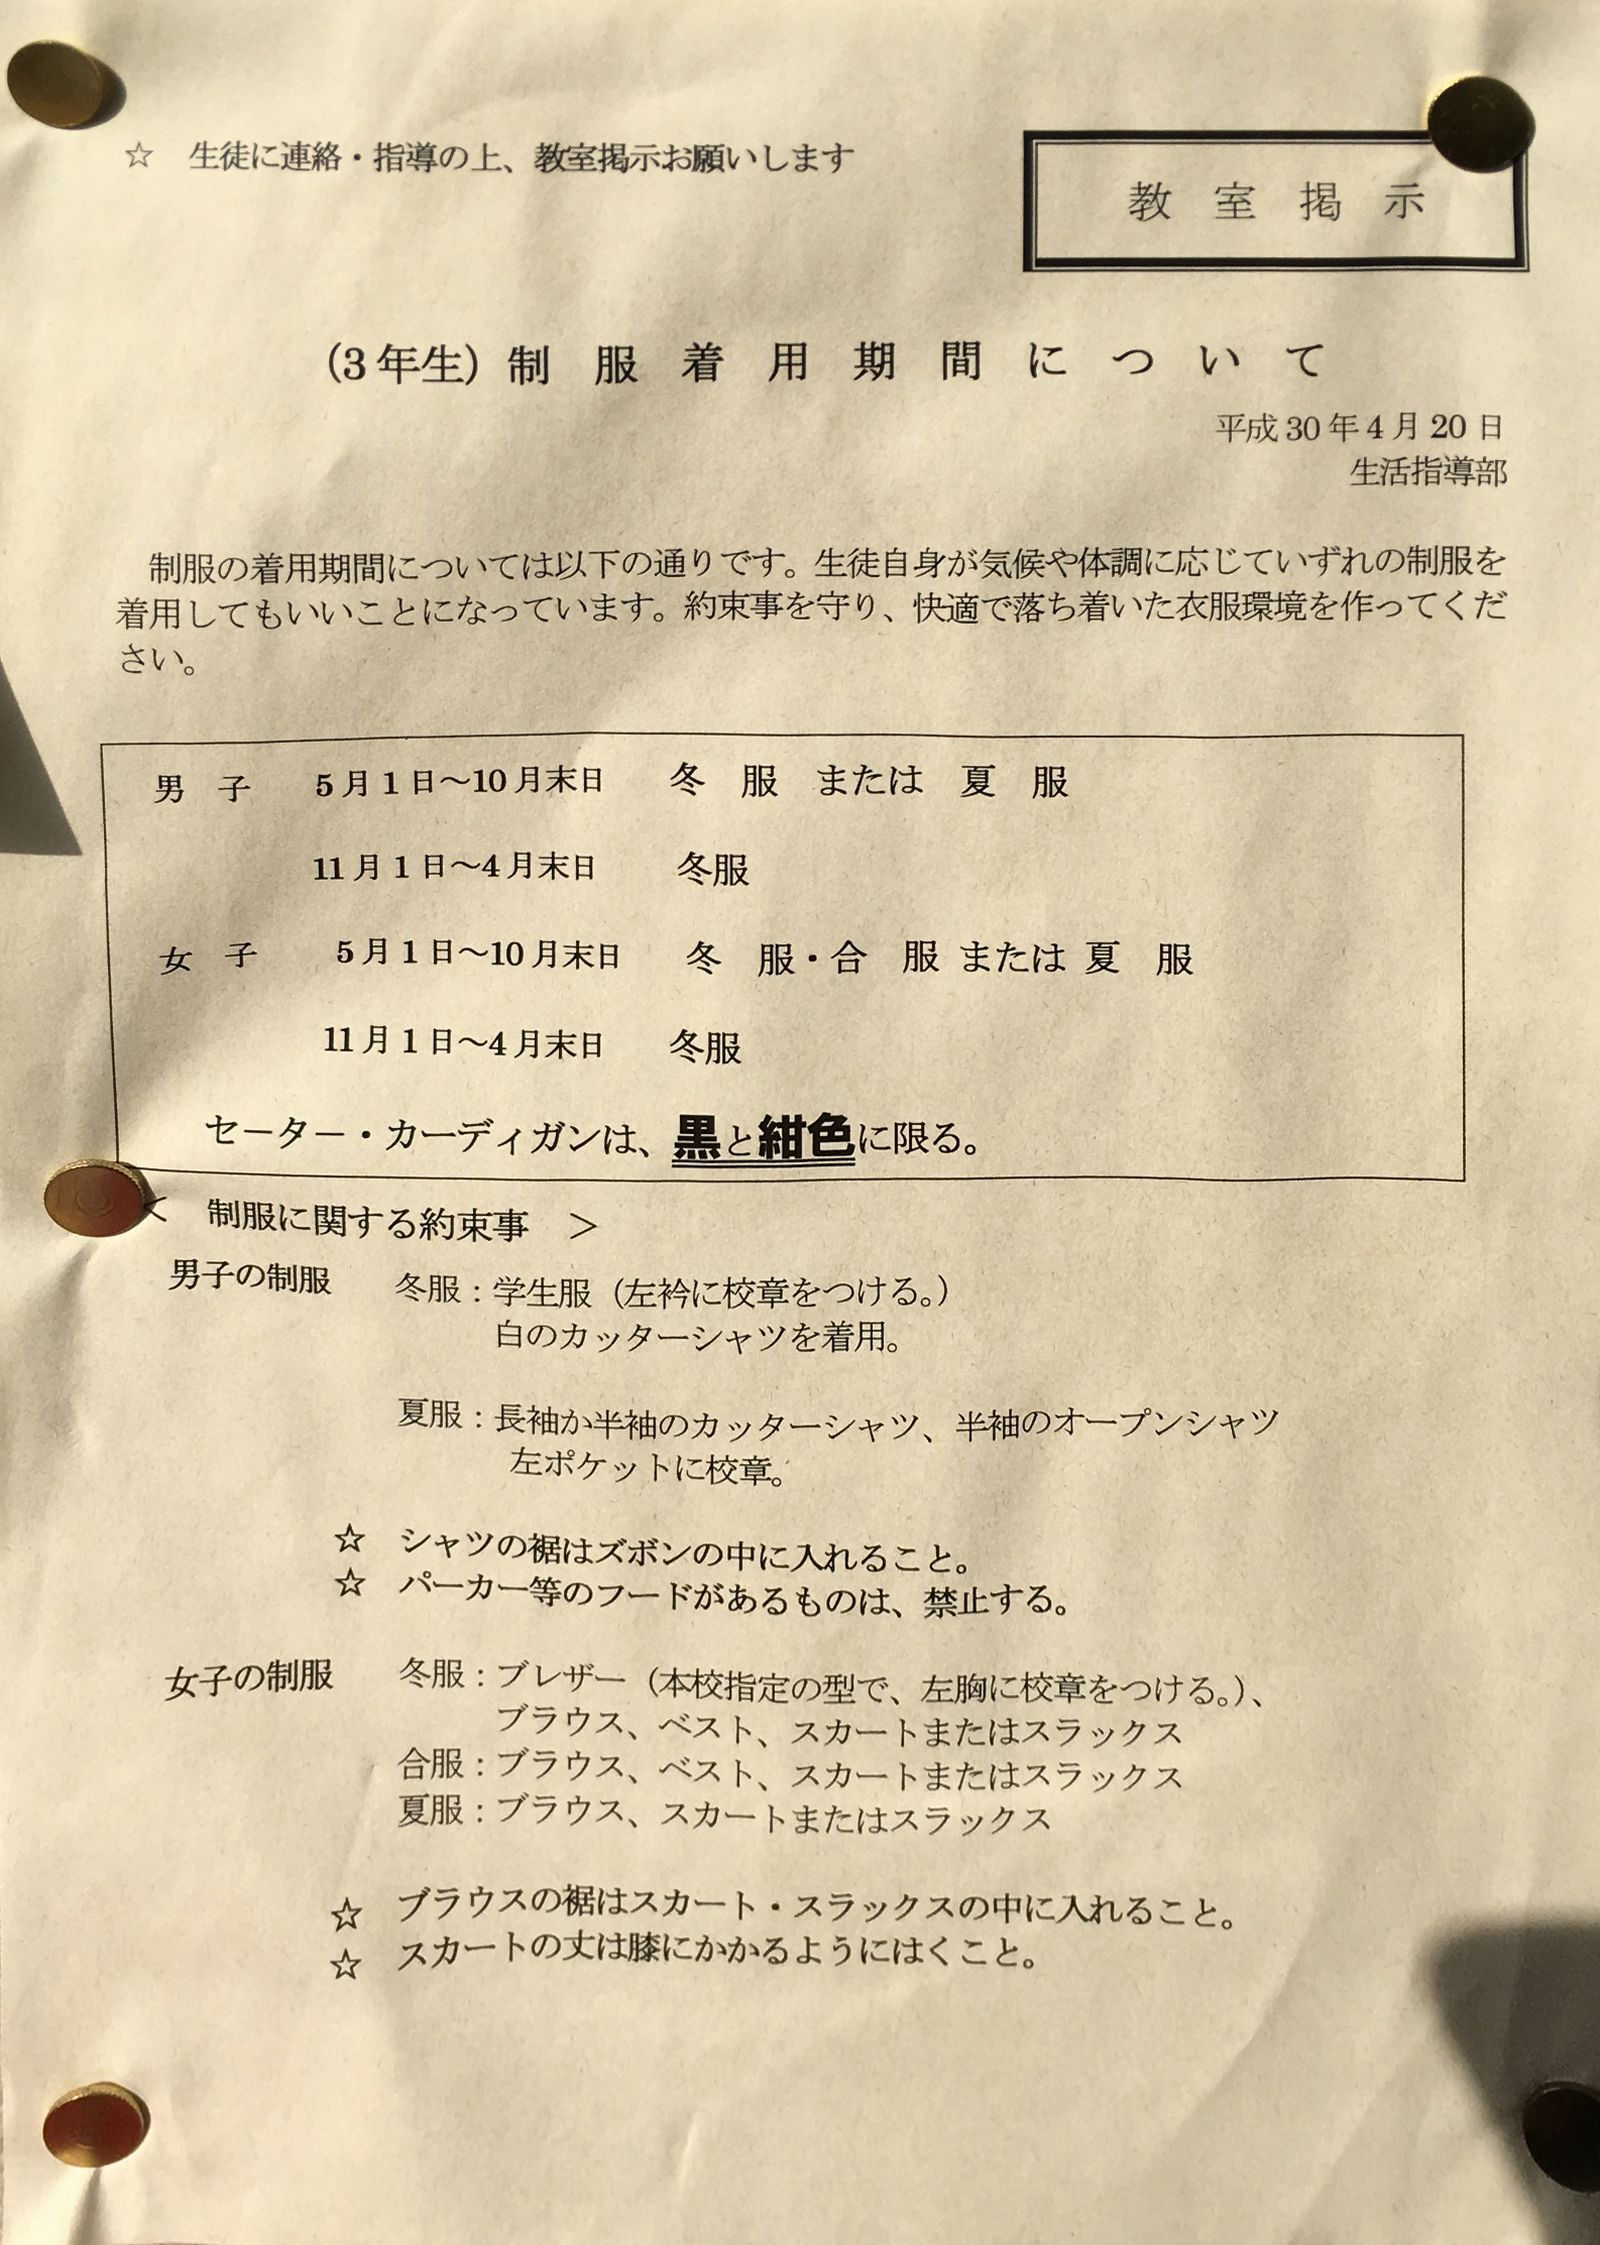 ☆　生徒に連絡・指導の上、教室掲示お願いします
教　室　掲　示
（3年生）制　服　着　用　期　間　に　つ　い　て
平成30年4月20日
生活指導部
制服の着用期間については以下の通りです。生徒自身が気候や体調に応じていずれの制服を
着用してもいいことになっています。約束事を守り、快適で落ち着いた衣服環境を作ってくだ
さい。
男　子　　5月1日～10月末日　　冬　服　または　夏　服
11月1日～4月末日　　冬服
女　子　　5月1日～10月末日　　冬　服・合　服　または　夏　服
11月1日～4月末日　　冬服
セーター・カーディガンは、黒と紺色に限る。
＜　制服に関する約束事　＞
男子の制服　　冬服：学生服（左衿に校章をつける。）
白のカッターシャツを着用。
夏服：長袖か半袖のカッターシャツ、半袖のオープンシャツ
左ポケットに校章。
☆　シャツの裾はズボンの中に入れること。
☆　パーカー等のフードがあるものは、禁止する。
女子の制服　　冬服：ブレザー（本校指定の型で、左胸に校章をつける。）、
ブラウス、ベスト、スカートまたはスラックス
合服：ブラウス、ベスト、スカートまたはスラックス
夏服：ブラウス、スカートまたはスラックス
☆　ブラウスの裾はスカート・スラックスの中に入れること。
☆　スカートの丈は膝にかかるようにはくこと。